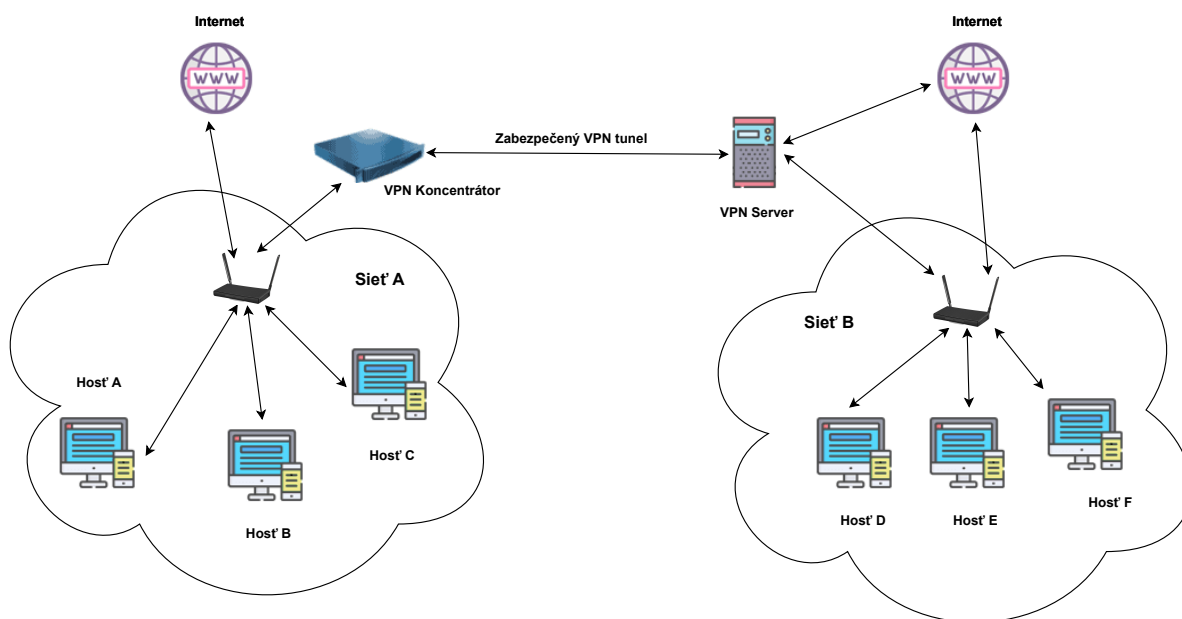 Internet
Internet
WWW
WWW
Zabezpečený VPN tunel
VPN Koncentrátor
VPN Server
Sieť A
Sieť B
Hosť A
Hosť C
Hosť B
Hosť D
Hosť E
Hosť F